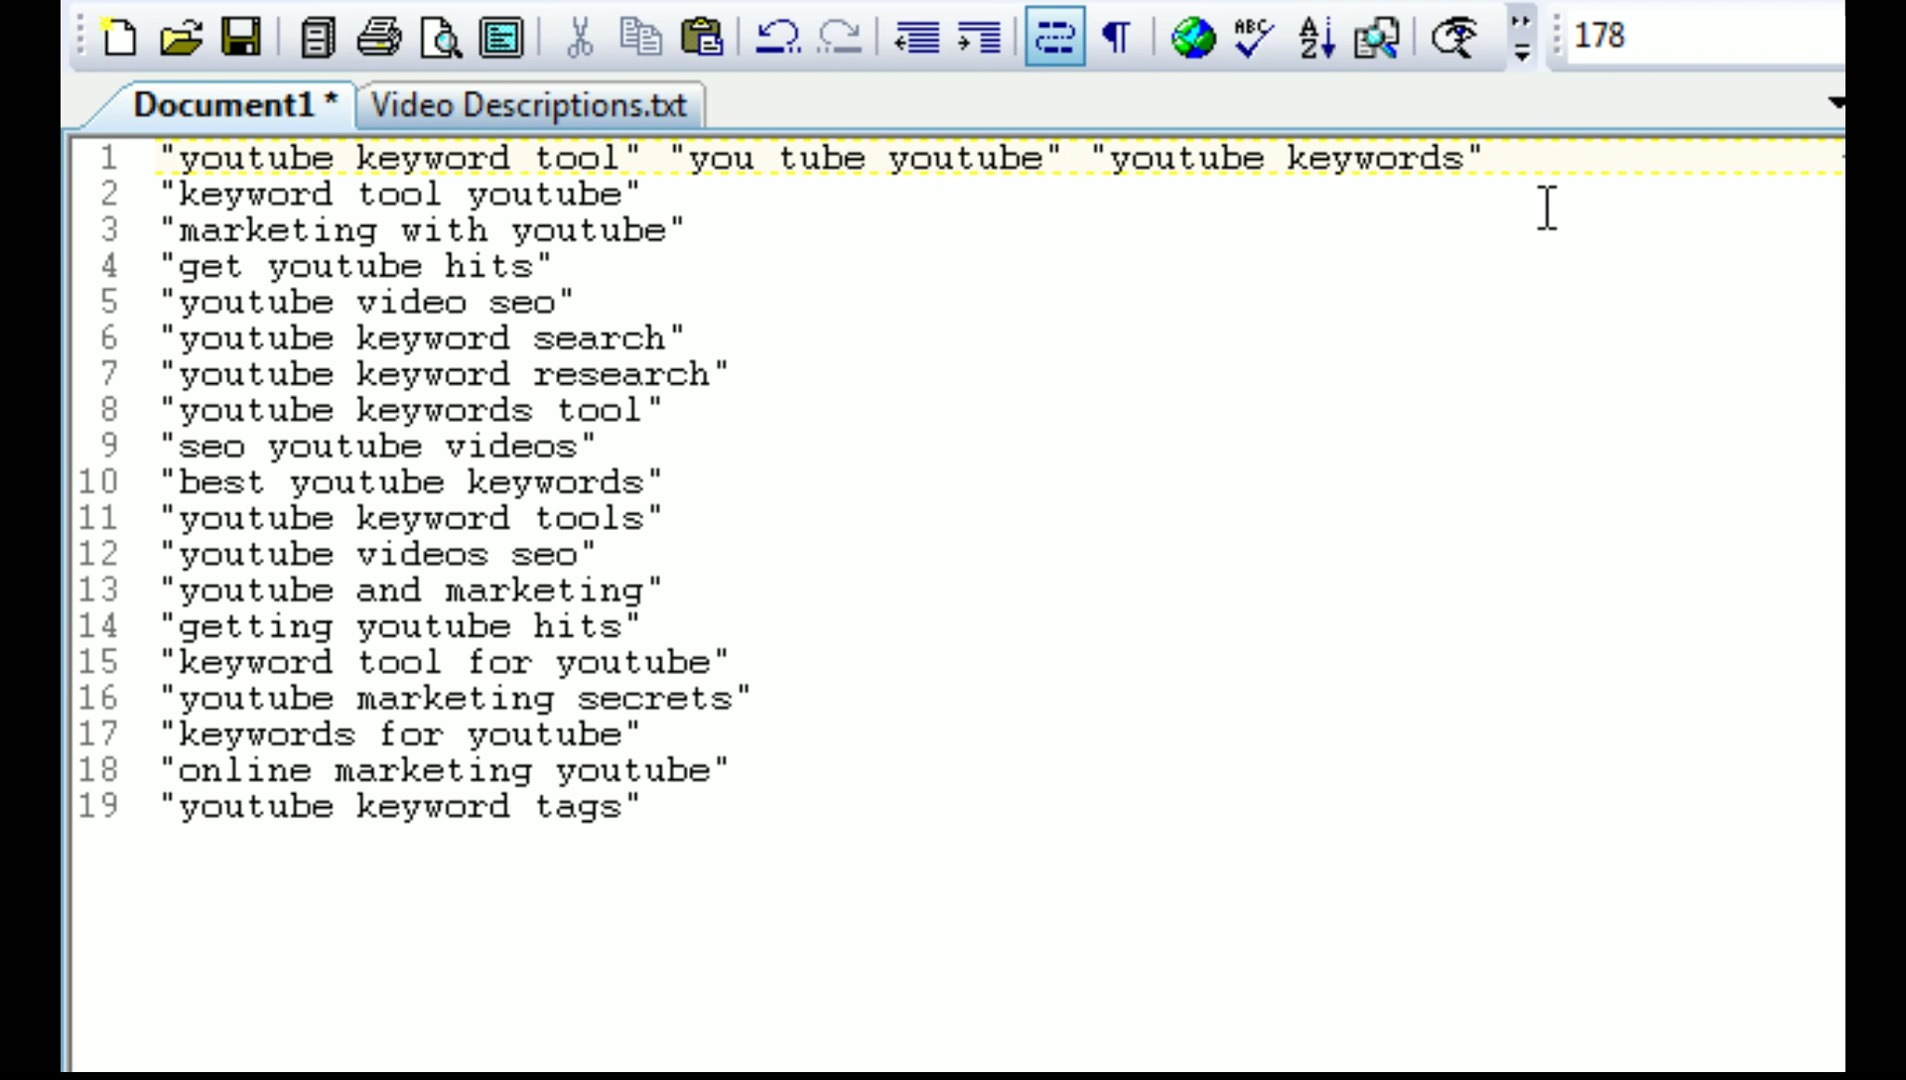 ABC
A
Z
178
Document1 *
Video Descriptions.txt
1 "youtube keyword tool" "you tube youtube" "youtube keywords"
2 "keyword tool youtube"
3 "marketing with youtube"
4 "get youtube hits"
5 "youtube video seo"
6 "youtube keyword search"
7 "youtube keyword research"
8 "youtube keywords tool"
9 "seo youtube videos"
10 "best youtube keywords"
11 "youtube keyword tools"
12 "youtube videos seo"
13 "youtube and marketing"
14 "getting youtube hits"
15 "keyword tool for youtube"
16 "youtube marketing secrets"
17 "keywords for youtube"
18 "online marketing youtube"
19 "youtube keyword tags"